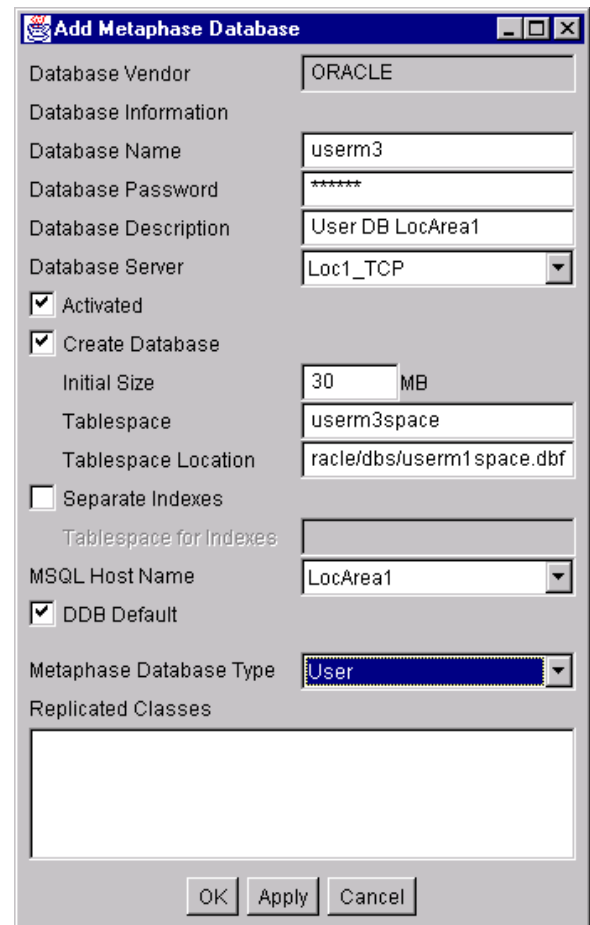 Add Metaphase Database
Database Vendor ORACLE
Database Information
Database Name userm3
Database Password ******
Database Description User DB LocArea1
Database Server Loc1_TCP
Activated
Create Database
Initial Size 30 MB
Tablespace userm3space
Tablespace Location racle/dbs/userm1space.dbf
Separate Indexes
Tablespace for Indexes
MSQL Host Name LocArea1
DDB Default
Metaphase Database Type User
Replicated Classes
OK Apply Cancel